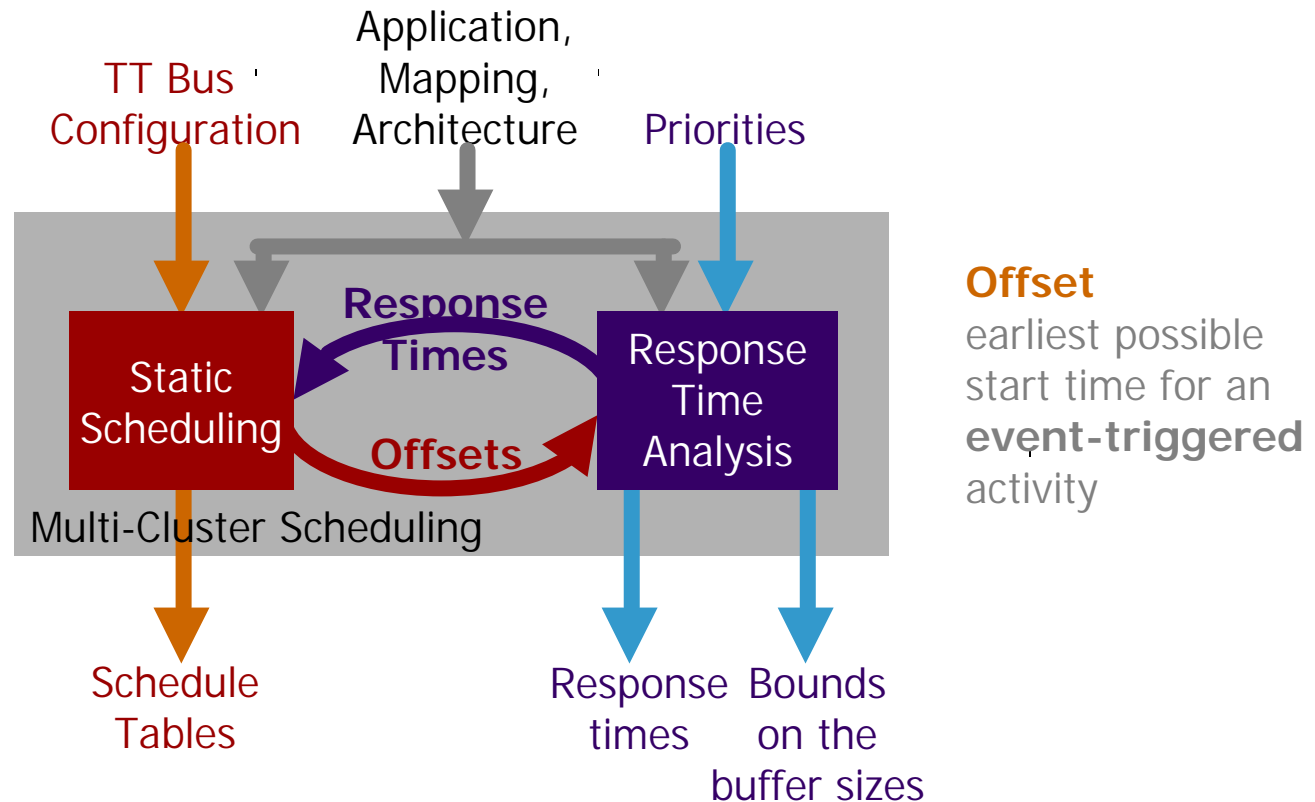 Application,
Mapping,
Architecture
TT Bus
Configuration
Priorities
Response
Times
Static
Scheduling
Response
Time
Analysis
Offsets
Multi-Cluster Scheduling
Schedule
Tables
Response
times
Bounds
on the
buffer sizes
Offset
earliest possible
start time for an
event-triggered
activity